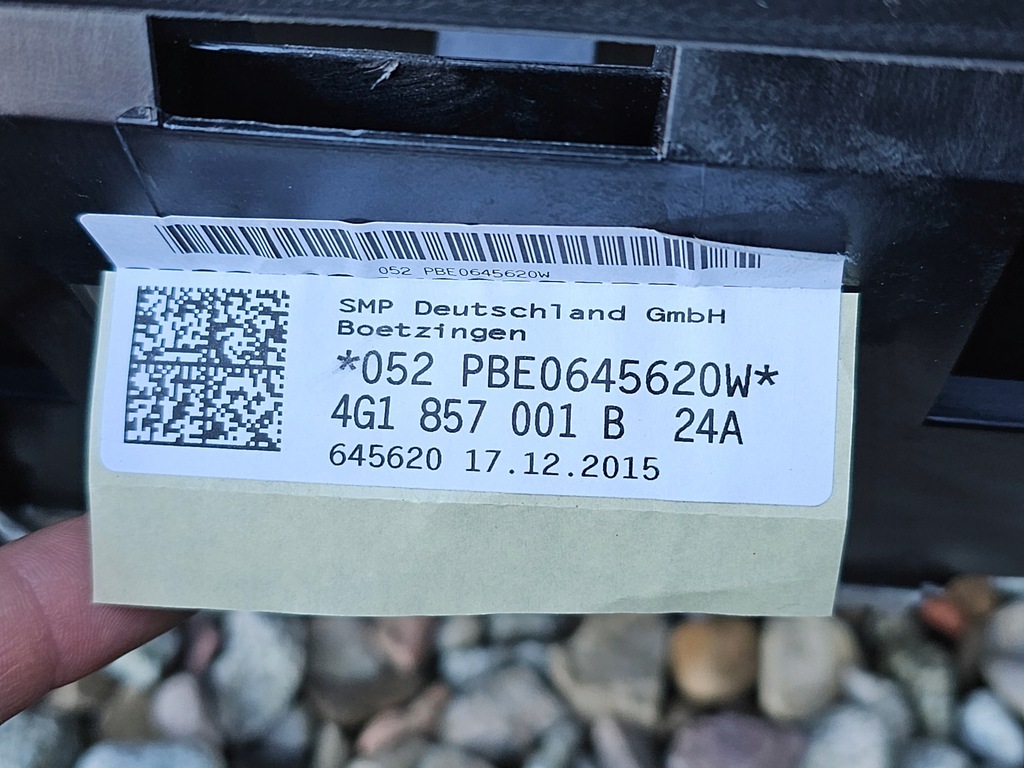 052 PBE0645620W
SMP Deutschland GmbH
Boetzingen
*052 PBE0645620W*
4G1 857 001 B 24A
645620 17.12.2015